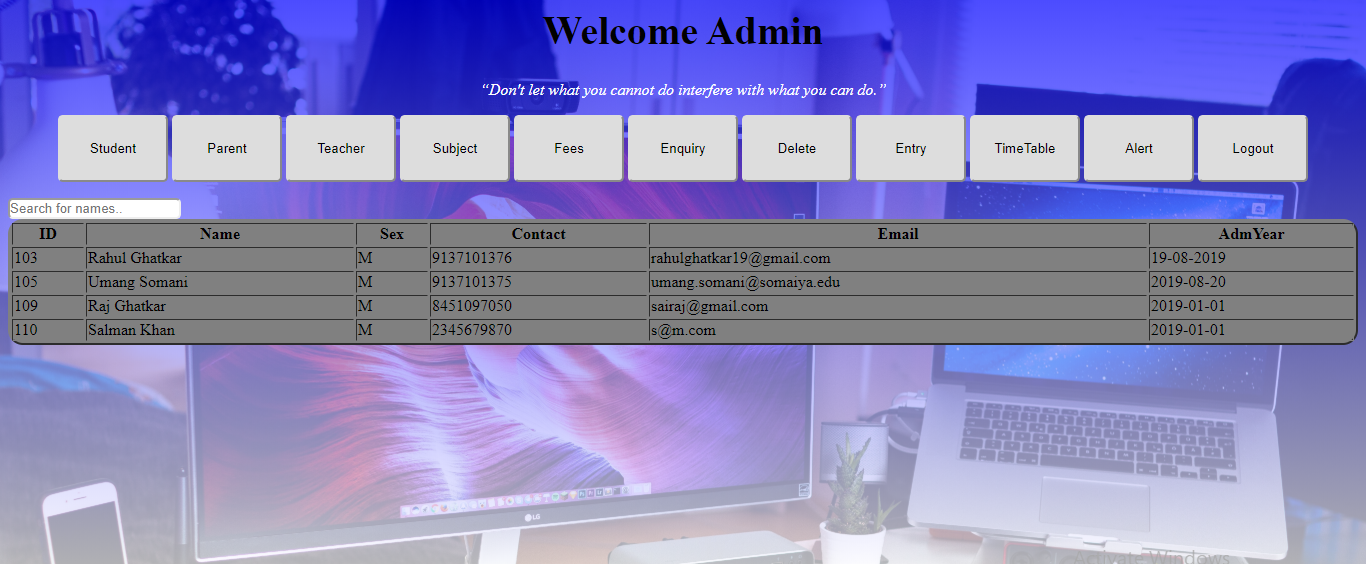 Welcome Admin
“Don't let what you cannot do interfere with what you can do.”
Student Parent Teacher Subject Fees Enquiry Delete Entry TimeTable Alert Logout
Search for names..
ID Name Sex Contact Email AdmYear
103 Rahul Ghatkar M 9137101376 rahulghatkar19@gmail.com 19-08-2019
105 Umang Somani M 9137101375 umang.somani@somaiya.edu 2019-08-20
109 Raj Ghatkar M 8451097050 sairaj@gmail.com 2019-01-01
110 Salman Khan M 2345679870 s@m.com 2019-01-01
LG
Activate Windows